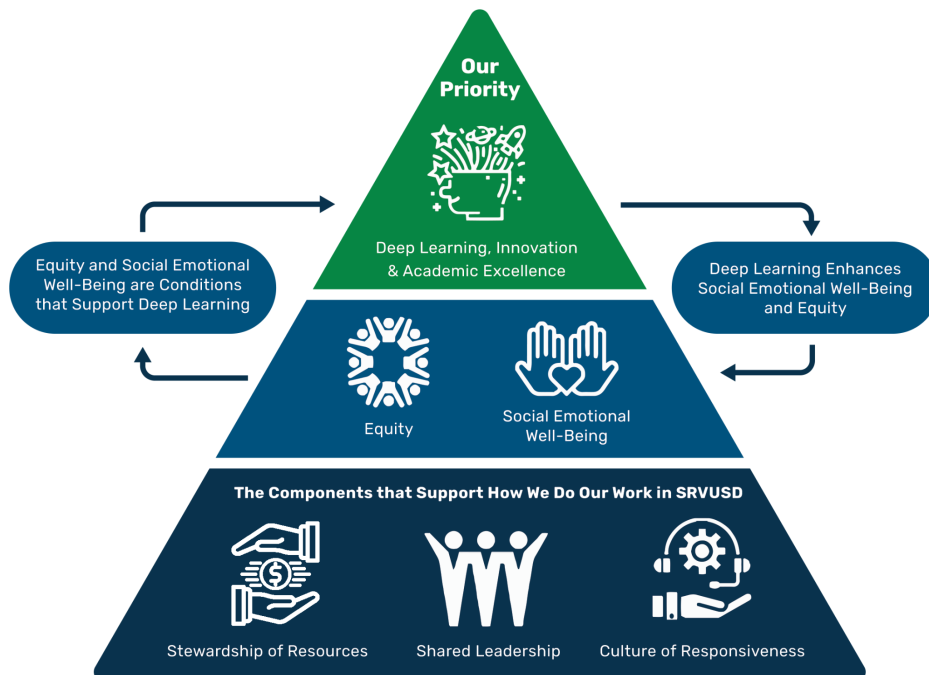 Our
Priority
Deep Learning, Innovation
& Academic Excellence
Equity and Social Emotional
Well-Being are Conditions
that Support Deep Learning
Deep Learning Enhances
Social Emotional Well-Being
and Equity
Equity
Social Emotional
Well-Being
The Components that Support How We Do Our Work in SRVUSD
$
Stewardship of Resources
Shared Leadership
Culture of Responsiveness